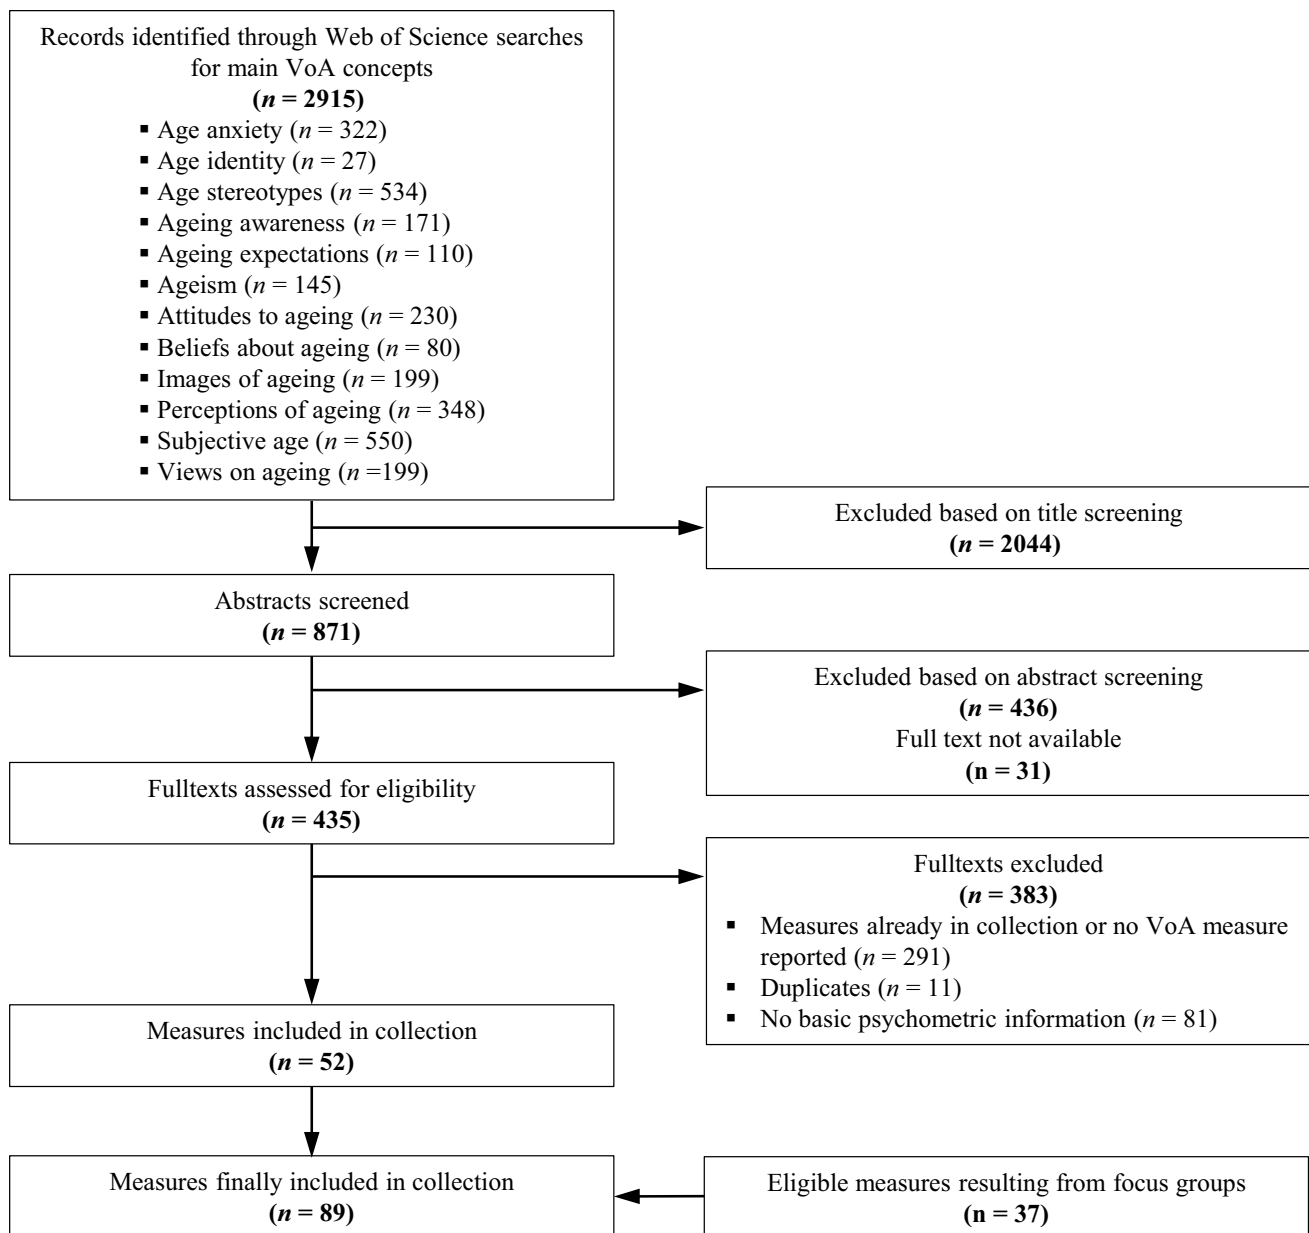 Records identified through Web of Science searches
for main VoA concepts
(n = 2915)
▪ Age anxiety (n = 322)
▪ Age identity (n = 27)
▪ Age stereotypes (n = 534)
▪ Ageing awareness (n = 171)
▪ Ageing expectations (n = 110)
▪ Ageism (n = 145)
▪ Attitudes to ageing (n = 230)
▪ Beliefs about ageing (n = 80)
▪ Images of ageing (n = 199)
▪ Perceptions of ageing (n = 348)
▪ Subjective age (n = 550)
▪ Views on ageing (n =199)
Excluded based on title screening
(n = 2044)
Abstracts screened
(n = 871)
Excluded based on abstract screening
(n = 436)
Full text not available
(n = 31)
Fulltexts assessed for eligibility
(n = 435)
Fulltexts excluded
(n = 383)
▪ Measures already in collection or no VoA measure
reported (n = 291)
▪ Duplicates (n = 11)
▪ No basic psychometric information (n = 81)
Measures included in collection
(n = 52)
Measures finally included in collection
(n = 89)
Eligible measures resulting from focus groups
(n = 37)